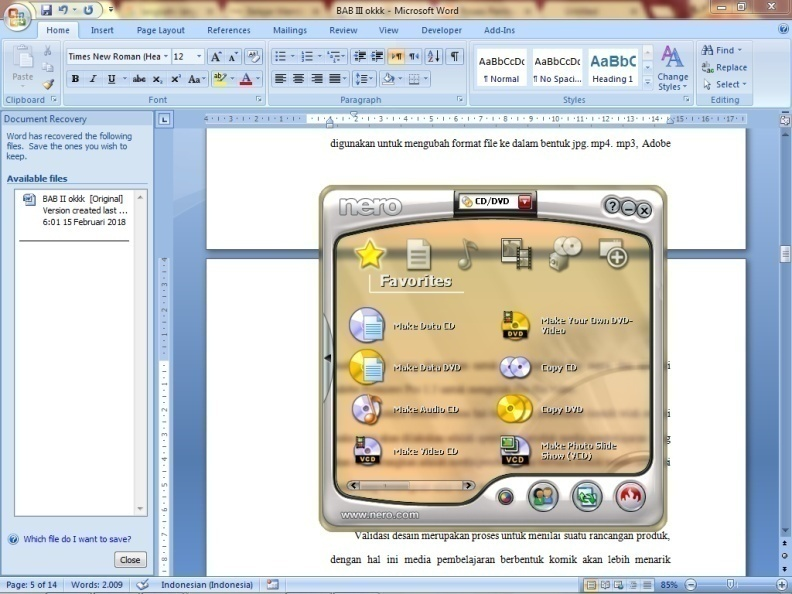 BAB III okkk - Microsoft Word
Home Insert Page Layout References Mailings Review View Developer Add-Ins
Times New Roman (Hea 12
AaBbCcDc AaBbCcDc AaBbC
Paste
¶ Normal ¶ No Spaci... Heading 1
Change
Styles
Find
Replace
Select
Clipboard Font Paragraph Styles Editing
Document Recovery
Word has recovered the following
files. Save the ones you wish to
keep.
Available files
BAB II okkk [Original]
Version created last ...
6:01 15 Februari 2018
Which file do I want to save?
Close
digunakan untuk mengubah format file ke dalam bentuk jpg. mp4. mp3, Adobe
nero
CD/DVD
Favorites
Make Data CD
Make Your Own DVD-
Video
Make Data DVD
Copy CD
Make Audio CD
Copy DVD
Make Video CD
Make Photo Slide
Show (VCD)
www.nero.com
Validasi desain merupakan proses untuk menilai suatu rancangan produk,
dengan hal ini media pembelajaran berbentuk komik akan lebih menarik
Page: 5 of 14 Words: 2.009 Indonesian (Indonesia) 85%